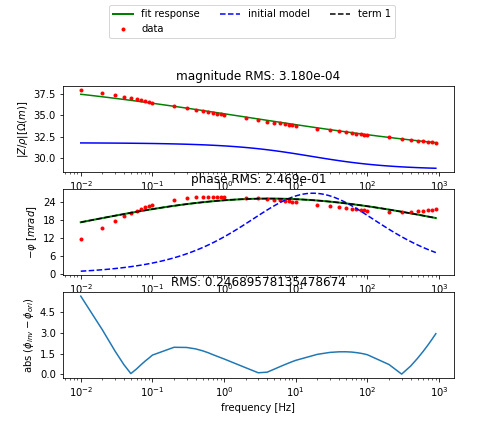 fit response
initial model
term 1
data
magnitude RMS: 3.180e-04
37.5
35.0
32.5
30.0
|Z/ρ|[Ω(m)]
10⁻² 10⁻¹ 10⁰ 10¹ 10² 10³
phase RMS: 2.469e-01
24
18
12
6
0
−φ [mrad]
10⁻² 10⁻¹ 10⁰ 10¹ 10² 10³
RMS: 0.24689578135478674
4.5
3.0
1.5
0.0
abs (ϕ_inv − ϕ_ori)
10⁻² 10⁻¹ 10⁰ 10¹ 10² 10³
frequency [Hz]